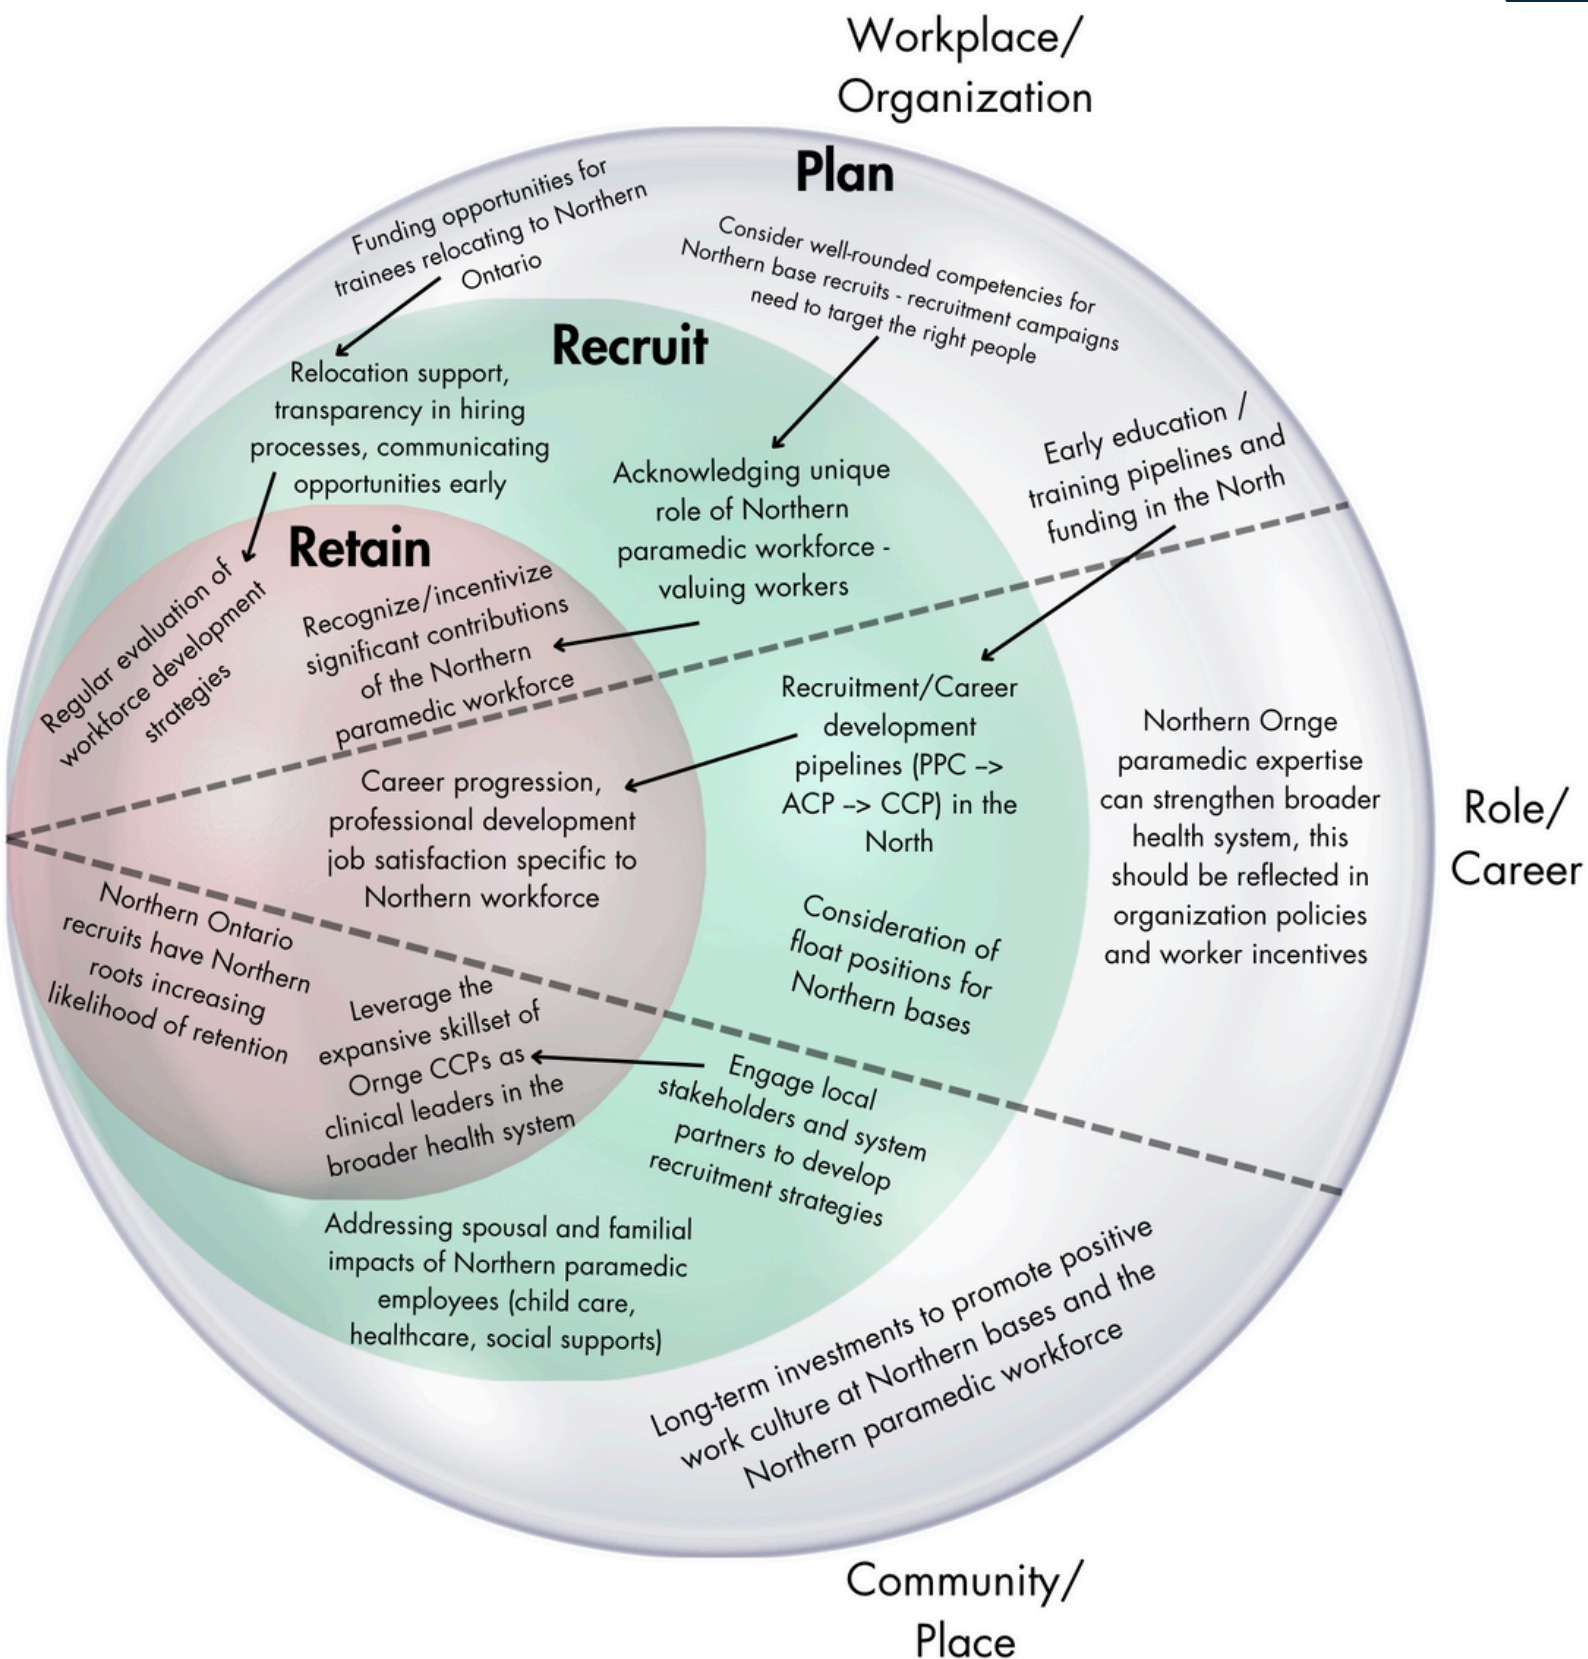 Workplace/
Organization
Plan
Funding opportunities for
trainees relocating to Northern
Ontario
Consider well-rounded competencies for
Northern base recruits - recruitment campaigns
need to target the right people
Early education /
training pipelines and
funding in the North
Recruit
Relocation support,
transparency in hiring
processes, communicating
opportunities early
Acknowledging unique
role of Northern
paramedic workforce -
valuing workers
Retain
Regular evaluation of
workforce development
strategies
Recognize/incentivize
significant contributions
of the Northern
paramedic workforce
Career progression,
professional development
job satisfaction specific to
Northern workforce
Recruitment/Career
development
pipelines (PPC –>
ACP –> CCP) in the
North
Consideration of
float positions for
Northern bases
Northern Ornge
paramedic expertise
can strengthen broader
health system, this
should be reflected in
organization policies
and worker incentives
Role/
Career
Northern Ontario
recruits have Northern
roots increasing
likelihood of retention
Leverage the
expansive skillset of
Ornge CCPs as
clinical leaders in the
broader health system
Engage local
stakeholders and system
partners to develop
recruitment strategies
Addressing spousal and familial
impacts of Northern paramedic
employees (child care,
healthcare, social supports)
Long-term investments to promote positive
work culture at Northern bases and the
Northern paramedic workforce
Community/
Place